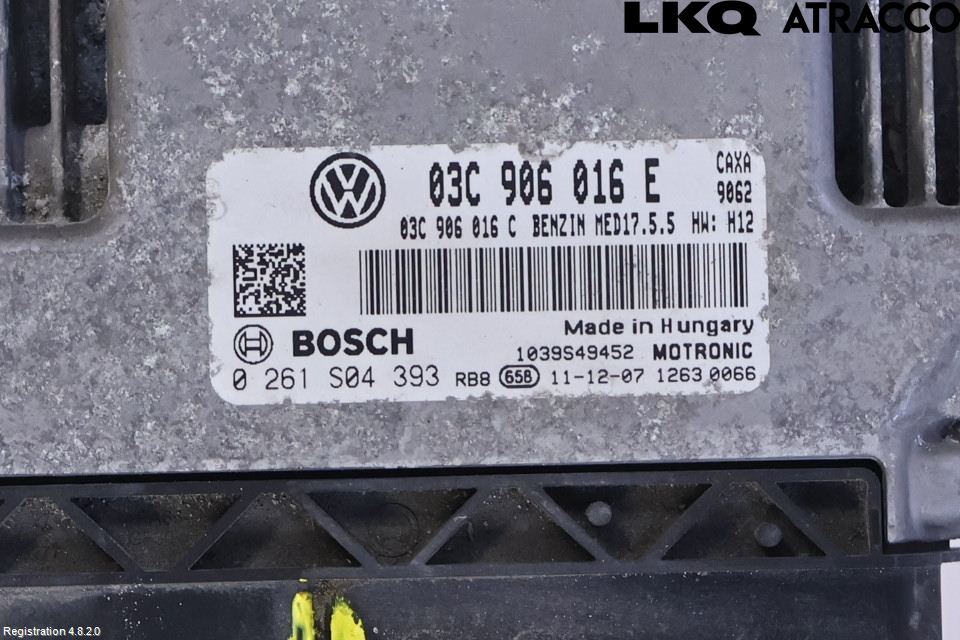 LKQ ATRACCO
03C 906 016 E
CAXA
9062
03C 906 016 C BENZIN MED17.5.5 HW: H12
Made in Hungary
BOSCH
1039S49452 MOTRONIC
0 261 S04 393 RB8 658 11-12-07 1263 0066
Registration 4.8.2.0